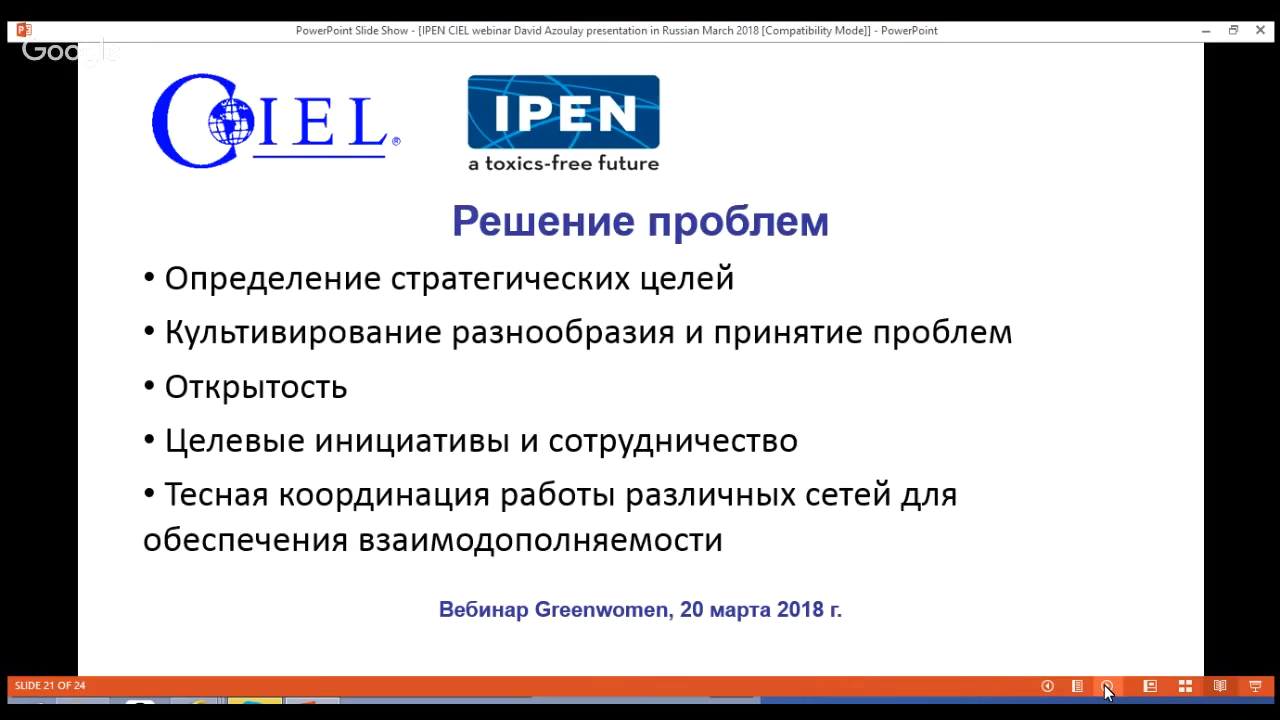 PowerPoint Slide Show - [IPEN CIEL webinar David Azoulay presentation in Russian March 2018 [Compatibility Mode]] - PowerPoint
Google
CIEL®
IPEN
a toxics-free future
Решение проблем
• Определение стратегических целей
• Культивирование разнообразия и принятие проблем
• Открытость
• Целевые инициативы и сотрудничество
• Тесная координация работы различных сетей для
обеспечения взаимодополняемости
Вебинар Greenwomen, 20 марта 2018 г.
SLIDE 21 OF 24